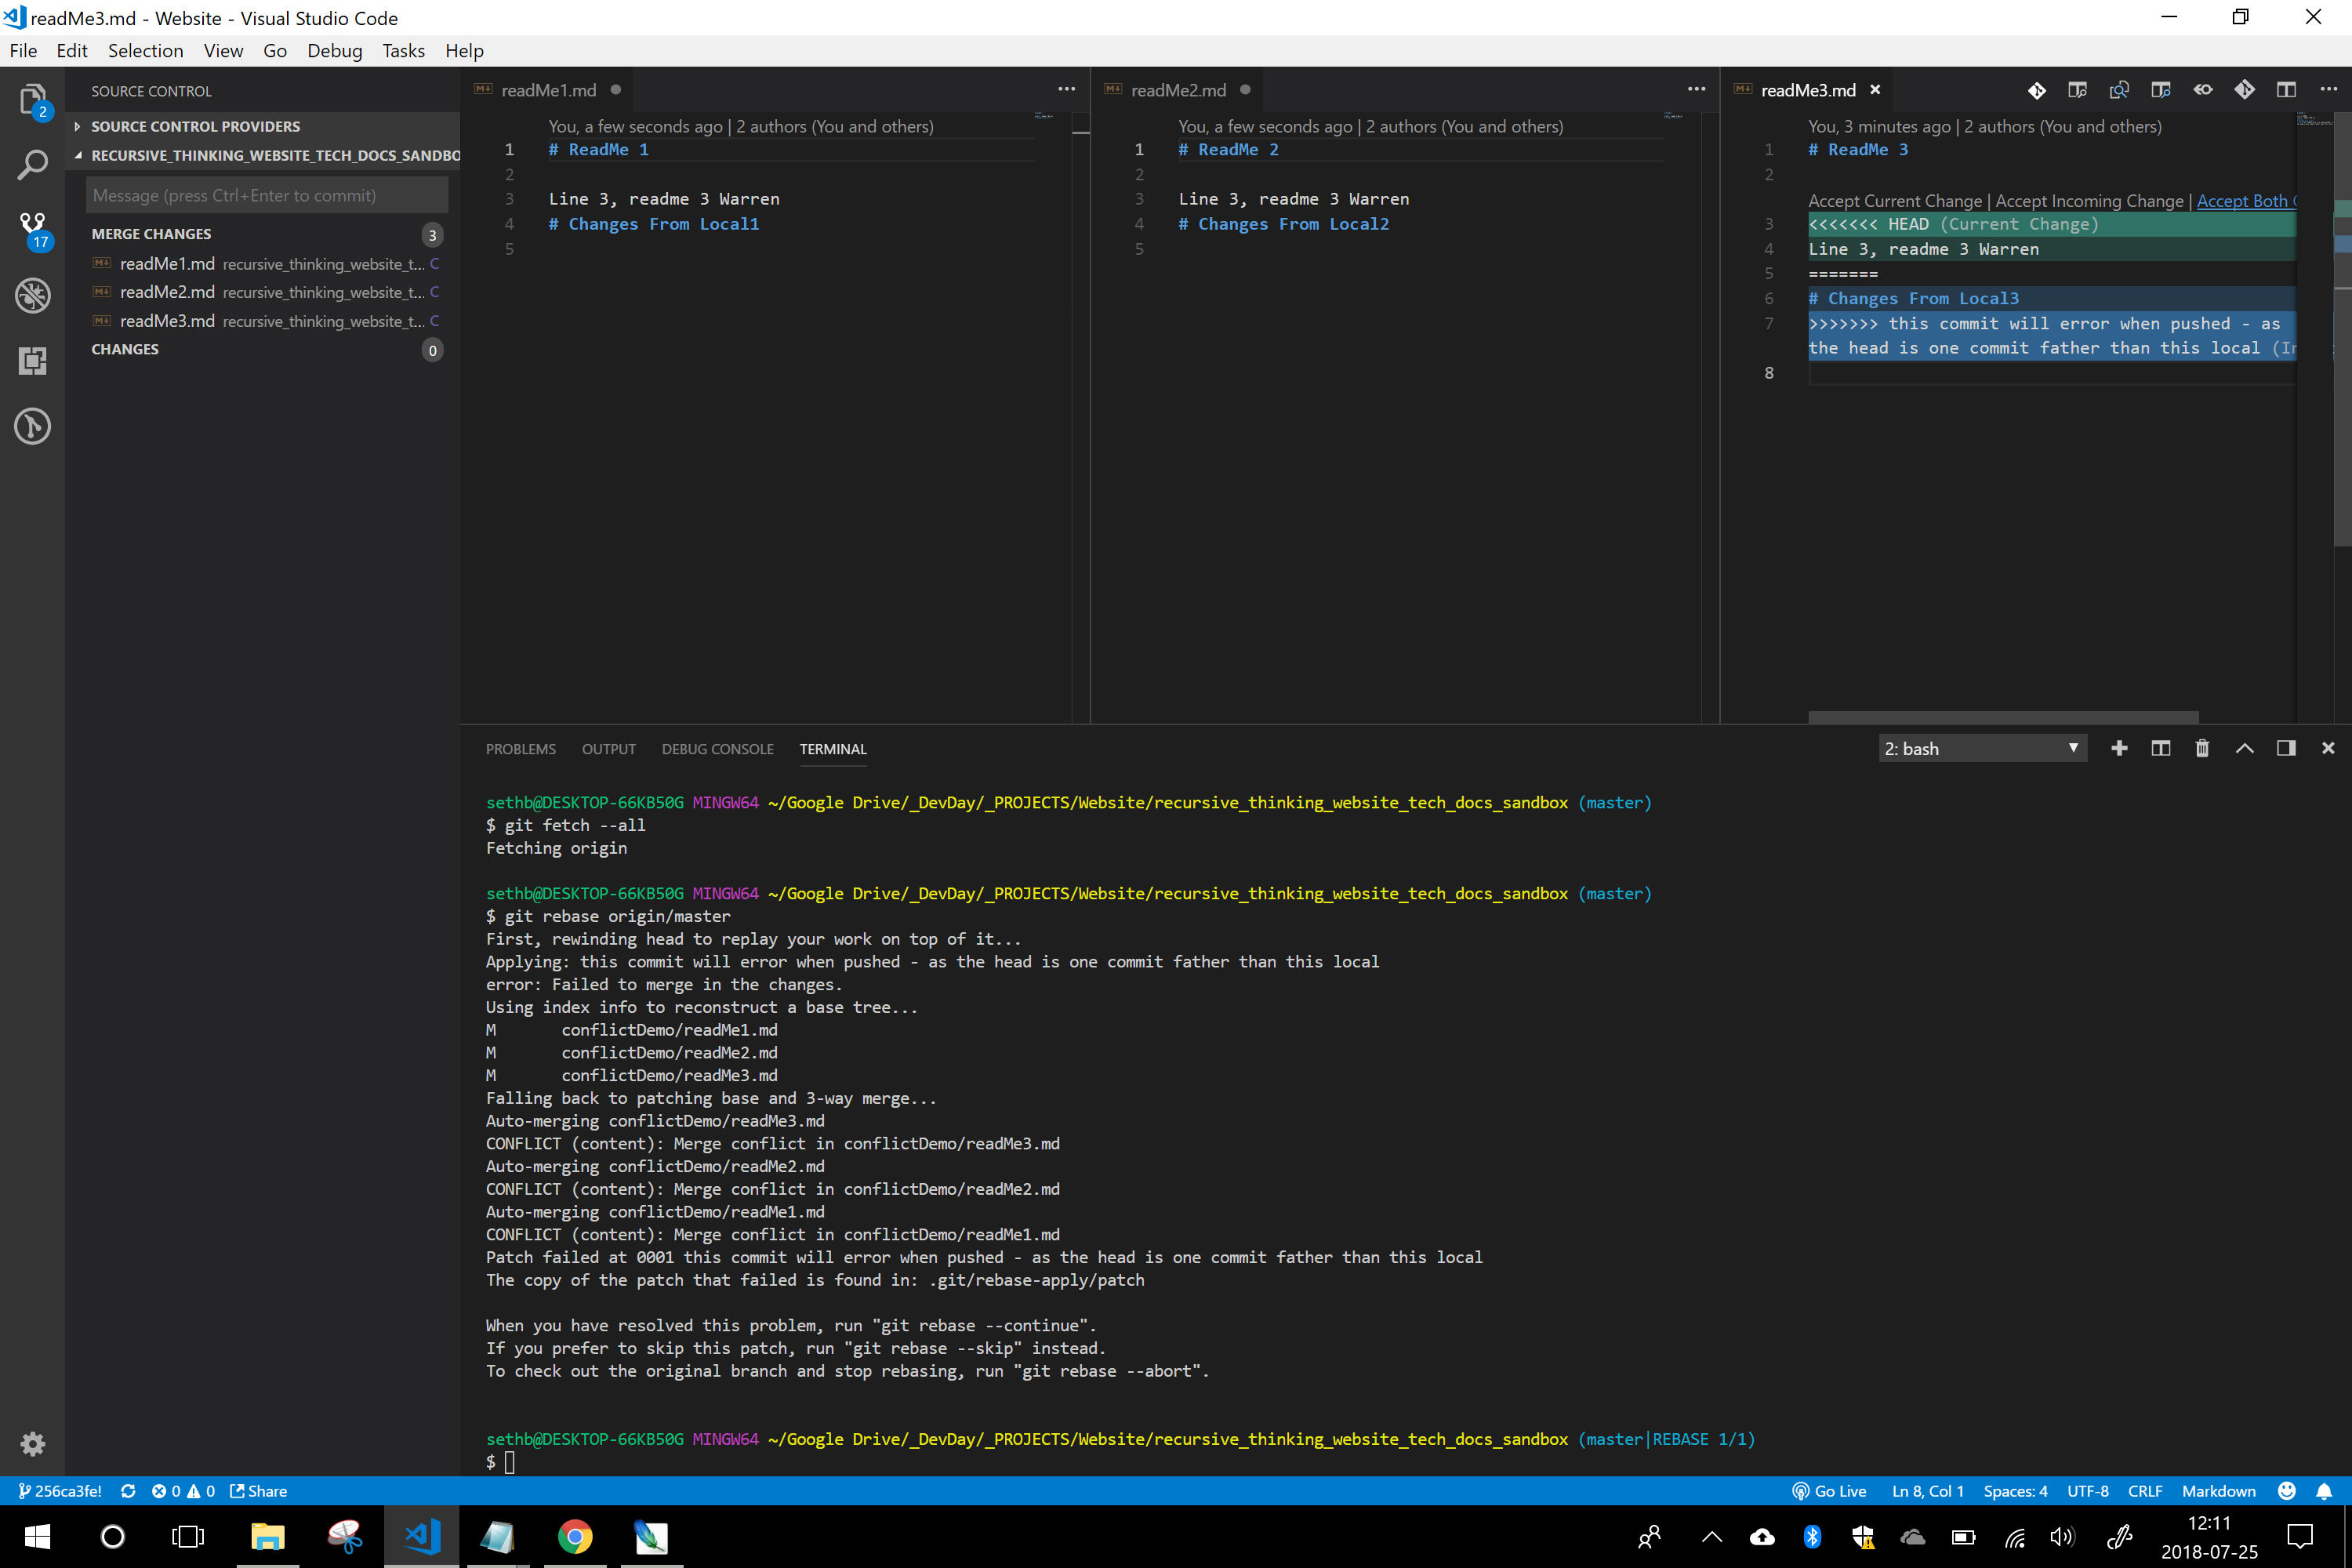 readMe3.md - Website - Visual Studio Code
File Edit Selection View Go Debug Tasks Help
2
17
SOURCE CONTROL
SOURCE CONTROL PROVIDERS
RECURSIVE_THINKING_WEBSITE_TECH_DOCS_SANDBO
Message (press Ctrl+Enter to commit)
MERGE CHANGES 3
readMe1.md recursive_thinking_website_t... C
readMe2.md recursive_thinking_website_t... C
readMe3.md recursive_thinking_website_t... C
CHANGES 0
readMe1.md
You, a few seconds ago | 2 authors (You and others)
1 # ReadMe 1
2
3 Line 3, readme 3 Warren
4 # Changes From Local1
5
readMe2.md
You, a few seconds ago | 2 authors (You and others)
1 # ReadMe 2
2
3 Line 3, readme 3 Warren
4 # Changes From Local2
5
readMe3.md
You, 3 minutes ago | 2 authors (You and others)
1 # ReadMe 3
2
Accept Current Change | Accept Incoming Change | Accept Both
3 <<<<<<< HEAD (Current Change)
4 Line 3, readme 3 Warren
5 =======
6 # Changes From Local3
7 >>>>>>> this commit will error when pushed - as
the head is one commit father than this local (In
8
PROBLEMS OUTPUT DEBUG CONSOLE TERMINAL 2: bash
sethb@DESKTOP-66KB50G MINGW64 ~/Google Drive/_DevDay/_PROJECTS/Website/recursive_thinking_website_tech_docs_sandbox (master)
$ git fetch --all
Fetching origin
sethb@DESKTOP-66KB50G MINGW64 ~/Google Drive/_DevDay/_PROJECTS/Website/recursive_thinking_website_tech_docs_sandbox (master)
$ git rebase origin/master
First, rewinding head to replay your work on top of it...
Applying: this commit will error when pushed - as the head is one commit father than this local
error: Failed to merge in the changes.
Using index info to reconstruct a base tree...
M conflictDemo/readMe1.md
M conflictDemo/readMe2.md
M conflictDemo/readMe3.md
Falling back to patching base and 3-way merge...
Auto-merging conflictDemo/readMe3.md
CONFLICT (content): Merge conflict in conflictDemo/readMe3.md
Auto-merging conflictDemo/readMe2.md
CONFLICT (content): Merge conflict in conflictDemo/readMe2.md
Auto-merging conflictDemo/readMe1.md
CONFLICT (content): Merge conflict in conflictDemo/readMe1.md
Patch failed at 0001 this commit will error when pushed - as the head is one commit father than this local
The copy of the patch that failed is found in: .git/rebase-apply/patch
When you have resolved this problem, run "git rebase --continue".
If you prefer to skip this patch, run "git rebase --skip" instead.
To check out the original branch and stop rebasing, run "git rebase --abort".
sethb@DESKTOP-66KB50G MINGW64 ~/Google Drive/_DevDay/_PROJECTS/Website/recursive_thinking_website_tech_docs_sandbox (master|REBASE 1/1)
$
256ca3fe! 0 0 Share Go Live Ln 8, Col 1 Spaces: 4 UTF-8 CRLF Markdown
12:11
2018-07-25